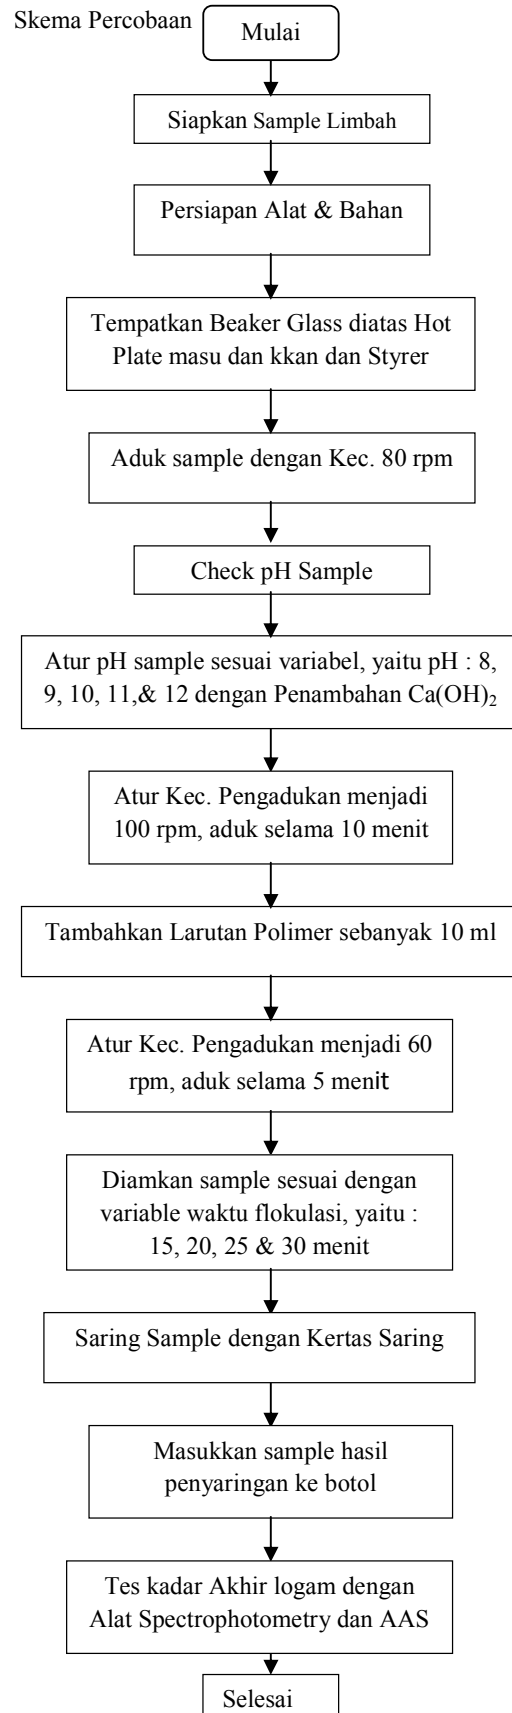 Skema Percobaan
Mulai
Siapkan Sample Limbah
Persiapan Alat & Bahan
Tempatkan Beaker Glass diatas Hot
Plate masu dan kkan dan Styrer
Aduk sample dengan Kec. 80 rpm
Check pH Sample
Atur pH sample sesuai variabel, yaitu pH : 8,
9, 10, 11,& 12 dengan Penambahan Ca(OH)₂
Atur Kec. Pengadukan menjadi
100 rpm, aduk selama 10 menit
Tambahkan Larutan Polimer sebanyak 10 ml
Atur Kec. Pengadukan menjadi 60
rpm, aduk selama 5 menit
Diamkan sample sesuai dengan
variable waktu flokulasi, yaitu :
15, 20, 25 & 30 menit
Saring Sample dengan Kertas Saring
Masukkan sample hasil
penyaringan ke botol
Tes kadar Akhir logam dengan
Alat Spectrophotometry dan AAS
Selesai